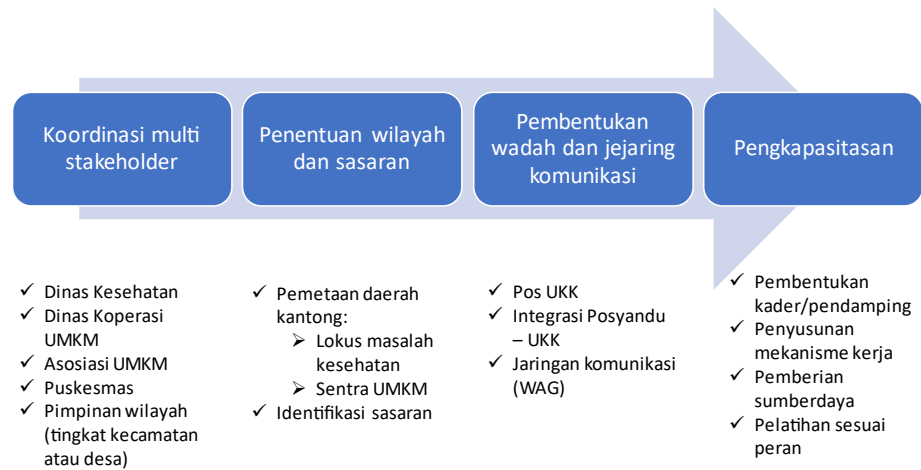 Koordinasi multi
stakeholder
Penentuan wilayah
dan sasaran
Pembentukan
wadah dan jejaring
komunikasi
Pengkapasitasan
✓ Dinas Kesehatan
✓ Dinas Koperasi
UMKM
✓ Asosiasi UMKM
✓ Puskesmas
✓ Pimpinan wilayah
(tingkat kecamatan
atau desa)
✓ Pemetaan daerah
kantong:
➢ Lokus masalah
kesehatan
➢ Sentra UMKM
✓ Identifikasi sasaran
✓ Pos UKK
✓ Integrasi Posyandu
– UKK
✓ Jaringan komunikasi
(WAG)
✓ Pembentukan
kader/pendamping
✓ Penyusunan
mekanisme kerja
✓ Pemberian
sumberdaya
✓ Pelatihan sesuai
peran